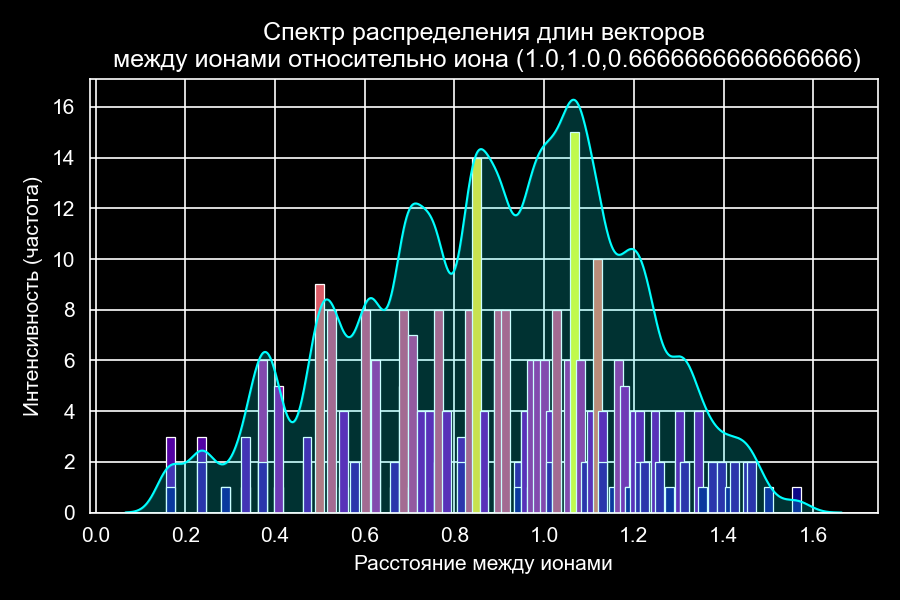 Спектр распределения длин векторов
между ионами относительно иона (1.0,1.0,0.6666666666666666)
Интенсивность (частота)
16
14
12
10
8
6
4
2
0
0.0 0.2 0.4 0.6 0.8 1.0 1.2 1.4 1.6
Расстояние между ионами